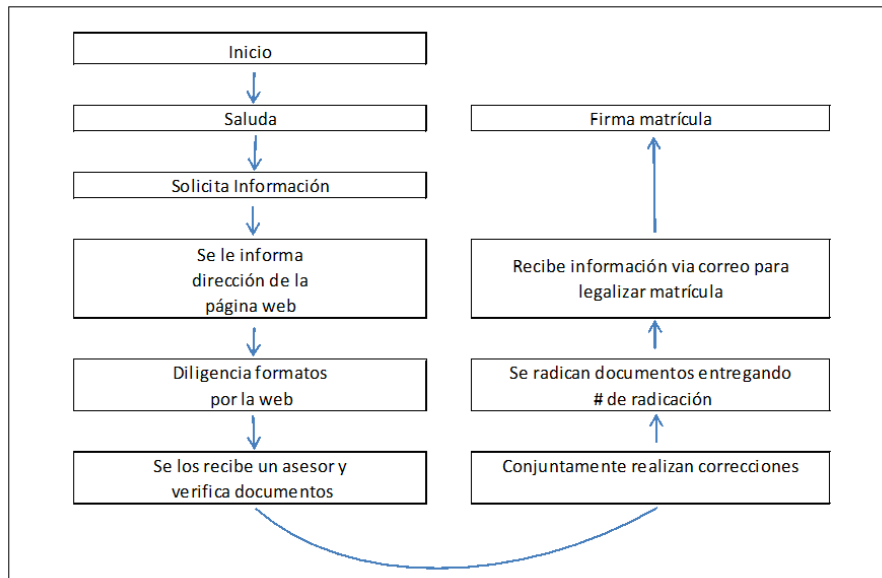 Inicio
Saluda
Solicita Información
Se le informa
dirección de la
página web
Diligencia formatos
por la web
Se los recibe un asesor y
verifica documentos
Conjuntamente realizan correcciones
Se radican documentos entregando
# de radicación
Recibe información via correo para
legalizar matrícula
Firma matrícula